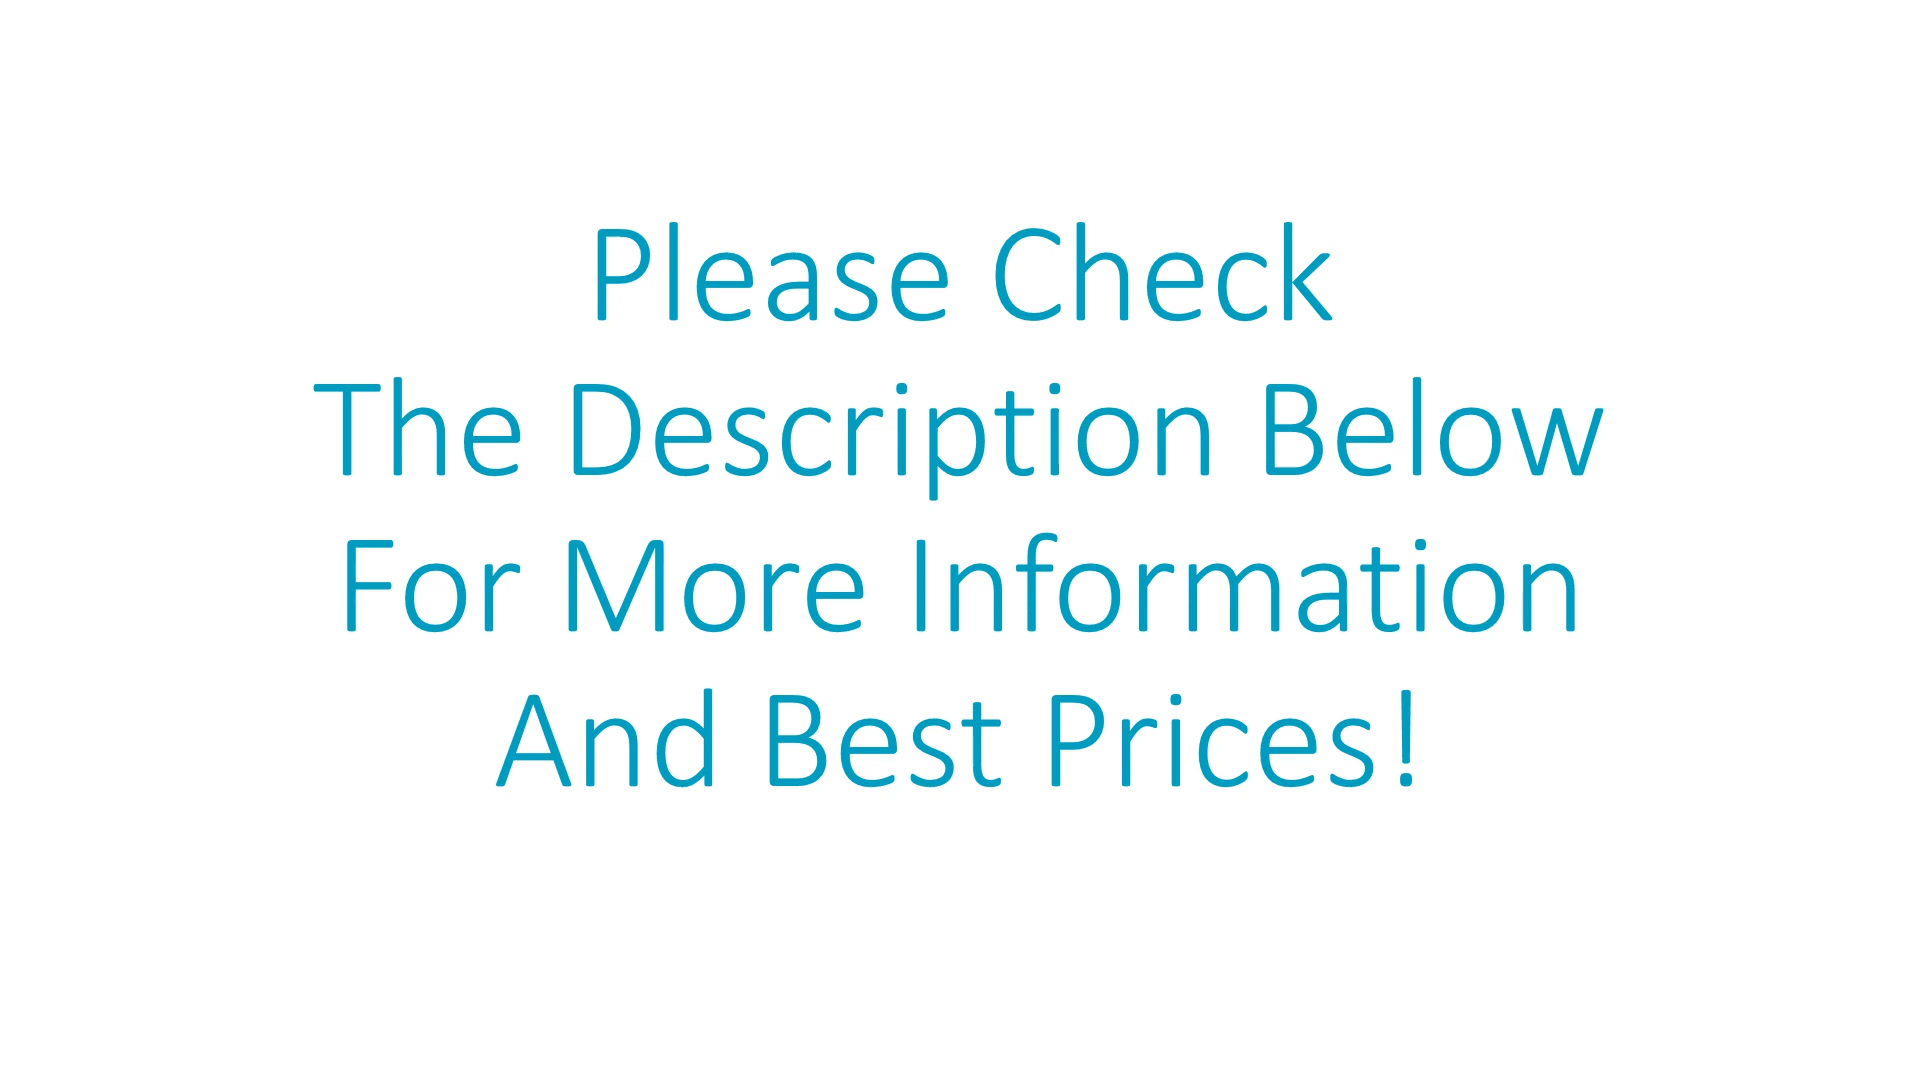 Please Check
The Description Below
For More Information
And Best Prices!